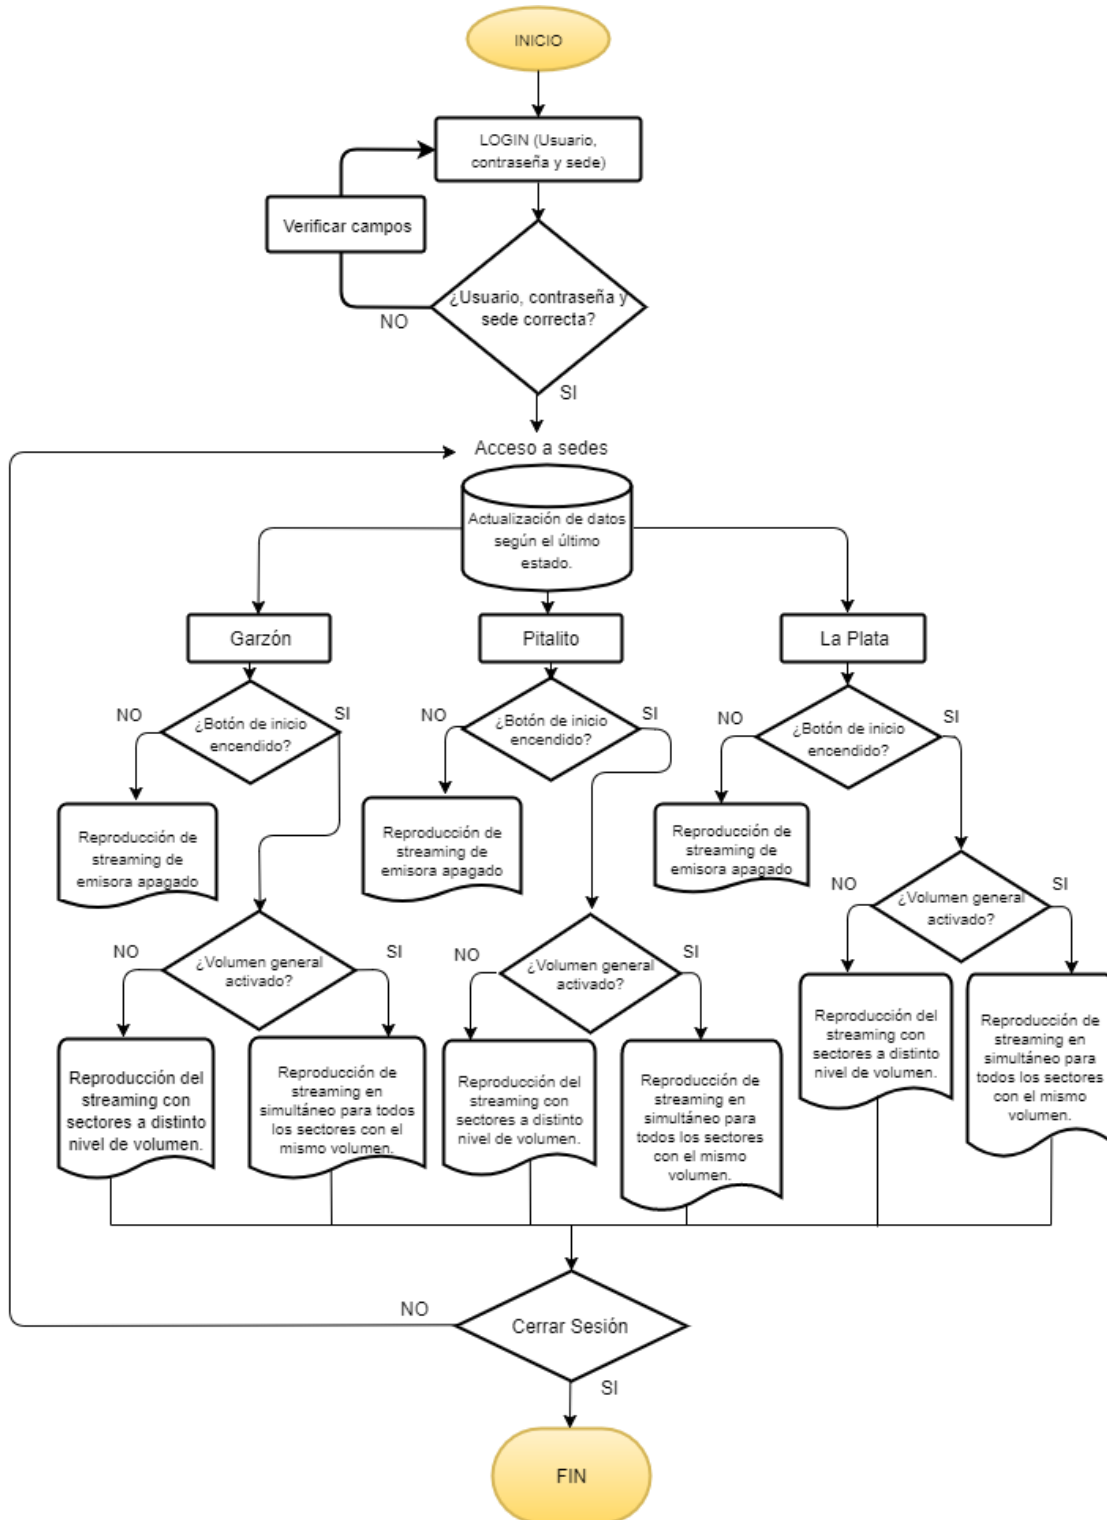 INICIO
LOGIN (Usuario,
contraseña y sede)
Verificar campos
¿Usuario, contraseña y
sede correcta?
NO
SI
Acceso a sedes
Actualización de datos
según el último
estado.
Garzón
Pitalito
La Plata
NO
¿Botón de inicio
encendido?
SI
NO
¿Botón de inicio
encendido?
SI
NO
¿Botón de inicio
encendido?
SI
Reproducción de
streaming de
emisora apagado
Reproducción de
streaming de
emisora apagado
Reproducción de
streaming de
emisora apagado
NO
¿Volumen general
activado?
SI
NO
¿Volumen general
activado?
SI
NO
¿Volumen general
activado?
SI
Reproducción del
streaming con
sectores a distinto
nivel de volumen.
Reproducción de
streaming en
simultáneo para todos
los sectores con el
mismo volumen.
Reproducción del
streaming con
sectores a distinto
nivel de volumen.
Reproducción de
streaming en
simultáneo para
todos los sectores
con el mismo
volumen.
Reproducción del
streaming con
sectores a distinto
nivel de volumen.
Reproducción de
streaming en
simultáneo para
todos los sectores
con el mismo
volumen.
NO
Cerrar Sesión
SI
FIN